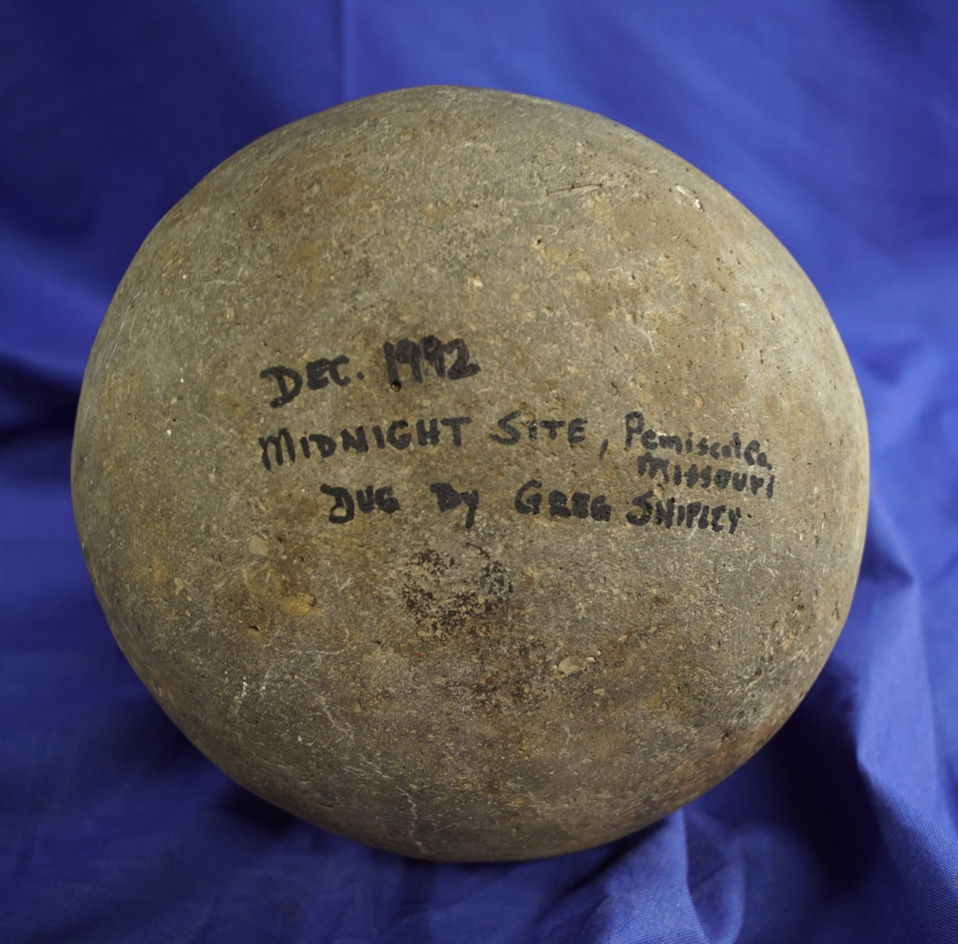 DEC. 1992
MIDNIGHT SITE, Pemiscot Co,
Missouri
DUG By GREG SHIPLEY